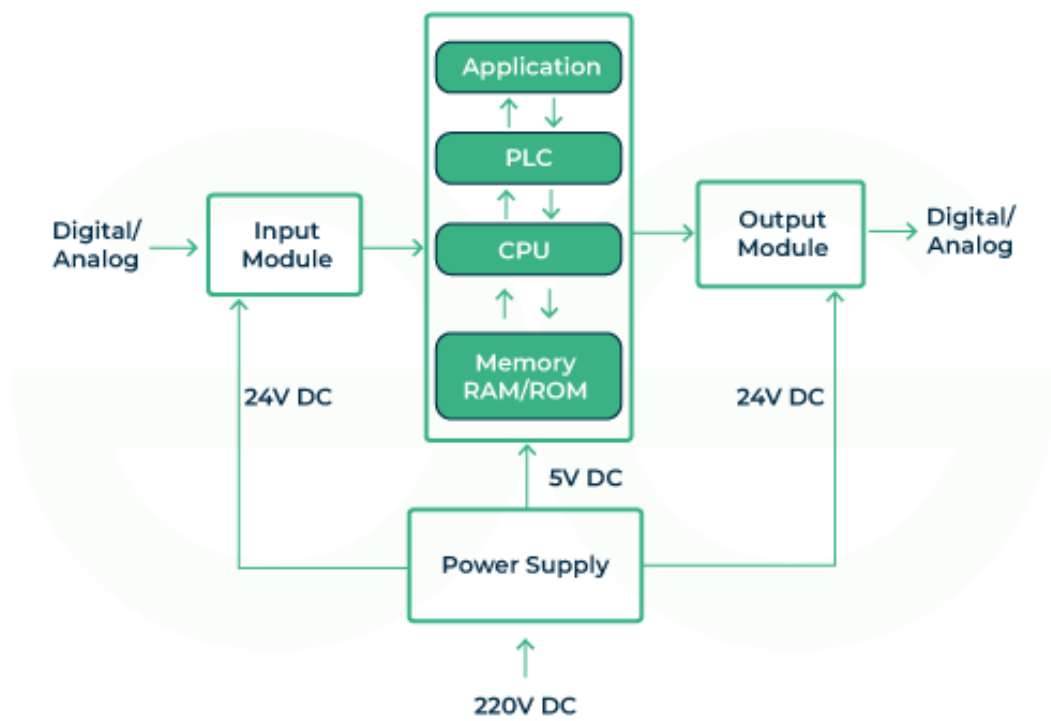 Application
PLC
CPU
Memory
RAM/ROM
Digital/
Analog
Input
Module
Output
Module
Digital/
Analog
24V DC
24V DC
5V DC
Power Supply
220V DC